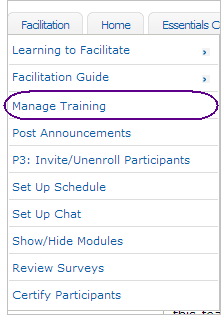 Facilitation Home Essentials C
Learning to Facilitate
Facilitation Guide
Manage Training
Post Announcements
P3: Invite/Unenroll Participants
Set Up Schedule
Set Up Chat
Show/Hide Modules
Review Surveys
Certify Participants